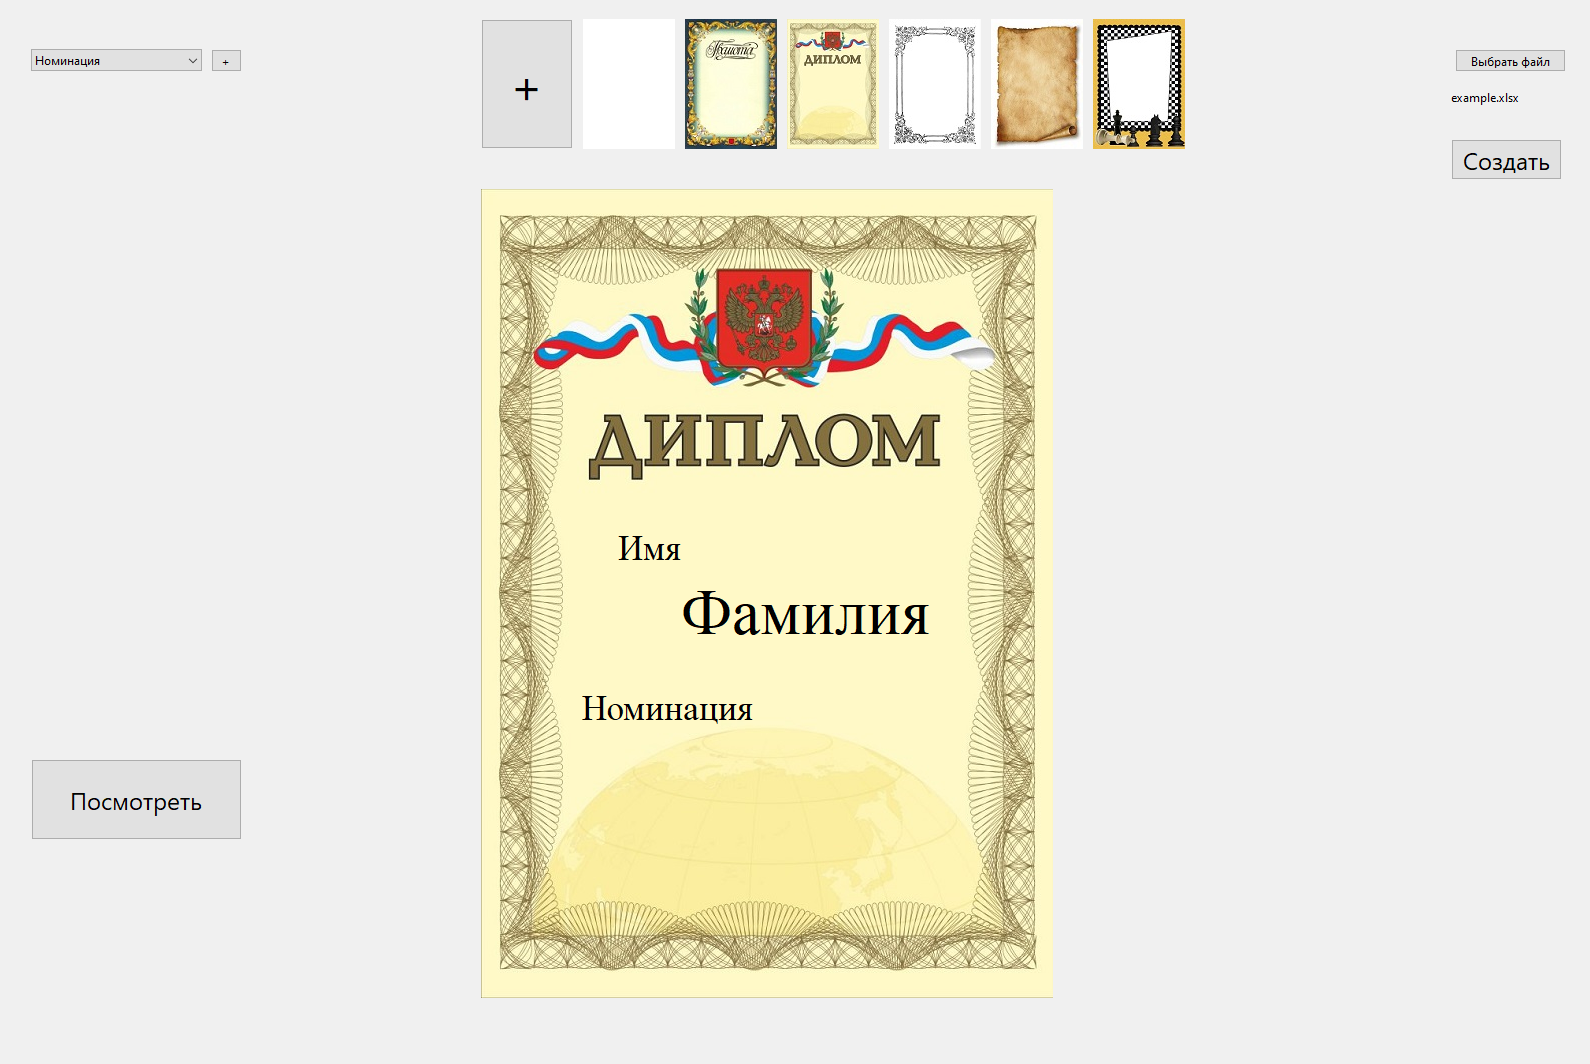 Номинация
+
+
Грамота
ДИПЛОМ
Выбрать файл
example.xlsx
Создать
ДИПЛОМ
Имя
Фамилия
Номинация
Посмотреть